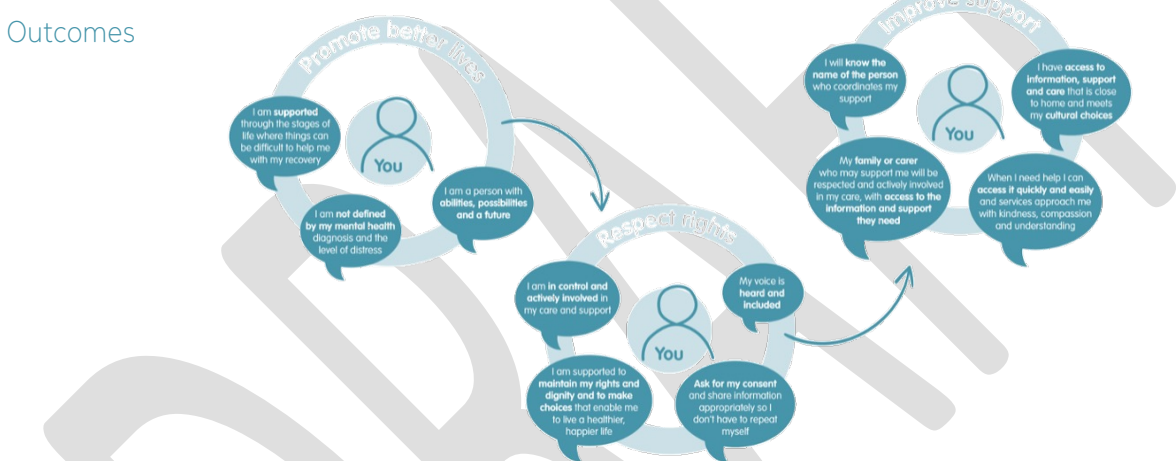 Outcomes
Promote better lives
I am supported
through the stages of
life where things can
be difficult to help me
with my recovery
You
I am a person with
abilities, possibilities
and a future
I am not defined
by my mental health
diagnosis and the
level of distress
Respect rights
I am in control and
actively involved in
my care and support
My voice is
heard and
included
You
I am supported to
maintain my rights and
dignity and to make
choices that enable me
to live a healthier,
happier life
Ask for my consent
and share information
appropriately so I
don't have to repeat
myself
Improve support
I will know the
name of the person
who coordinates my
support
I have access to
information, support
and care that is close
to home and meets
my cultural choices
You
My family or carer
who may support me will be
respected and actively involved
in my care, with access to the
information and support
they need
When I need help I can
access it quickly and easily
and services approach me
with kindness, compassion
and understanding